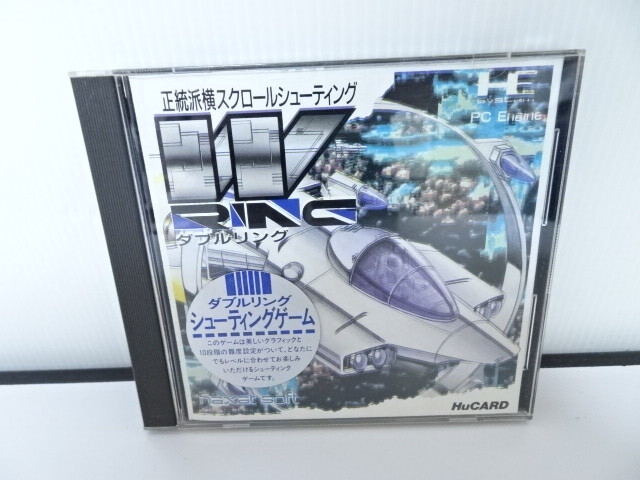 正統派横スクロールシューティング
HE
SYSTEM
PC Engine
W
RING
ダブルリング
ダブルリング
シューティングゲーム
このゲームは美しいグラフィックと
10段階の難度設定がついて、どなたに
でもレベルに合わせてお楽しみ
いただけるシューティング
ゲームです。
naxat soft
HuCARD